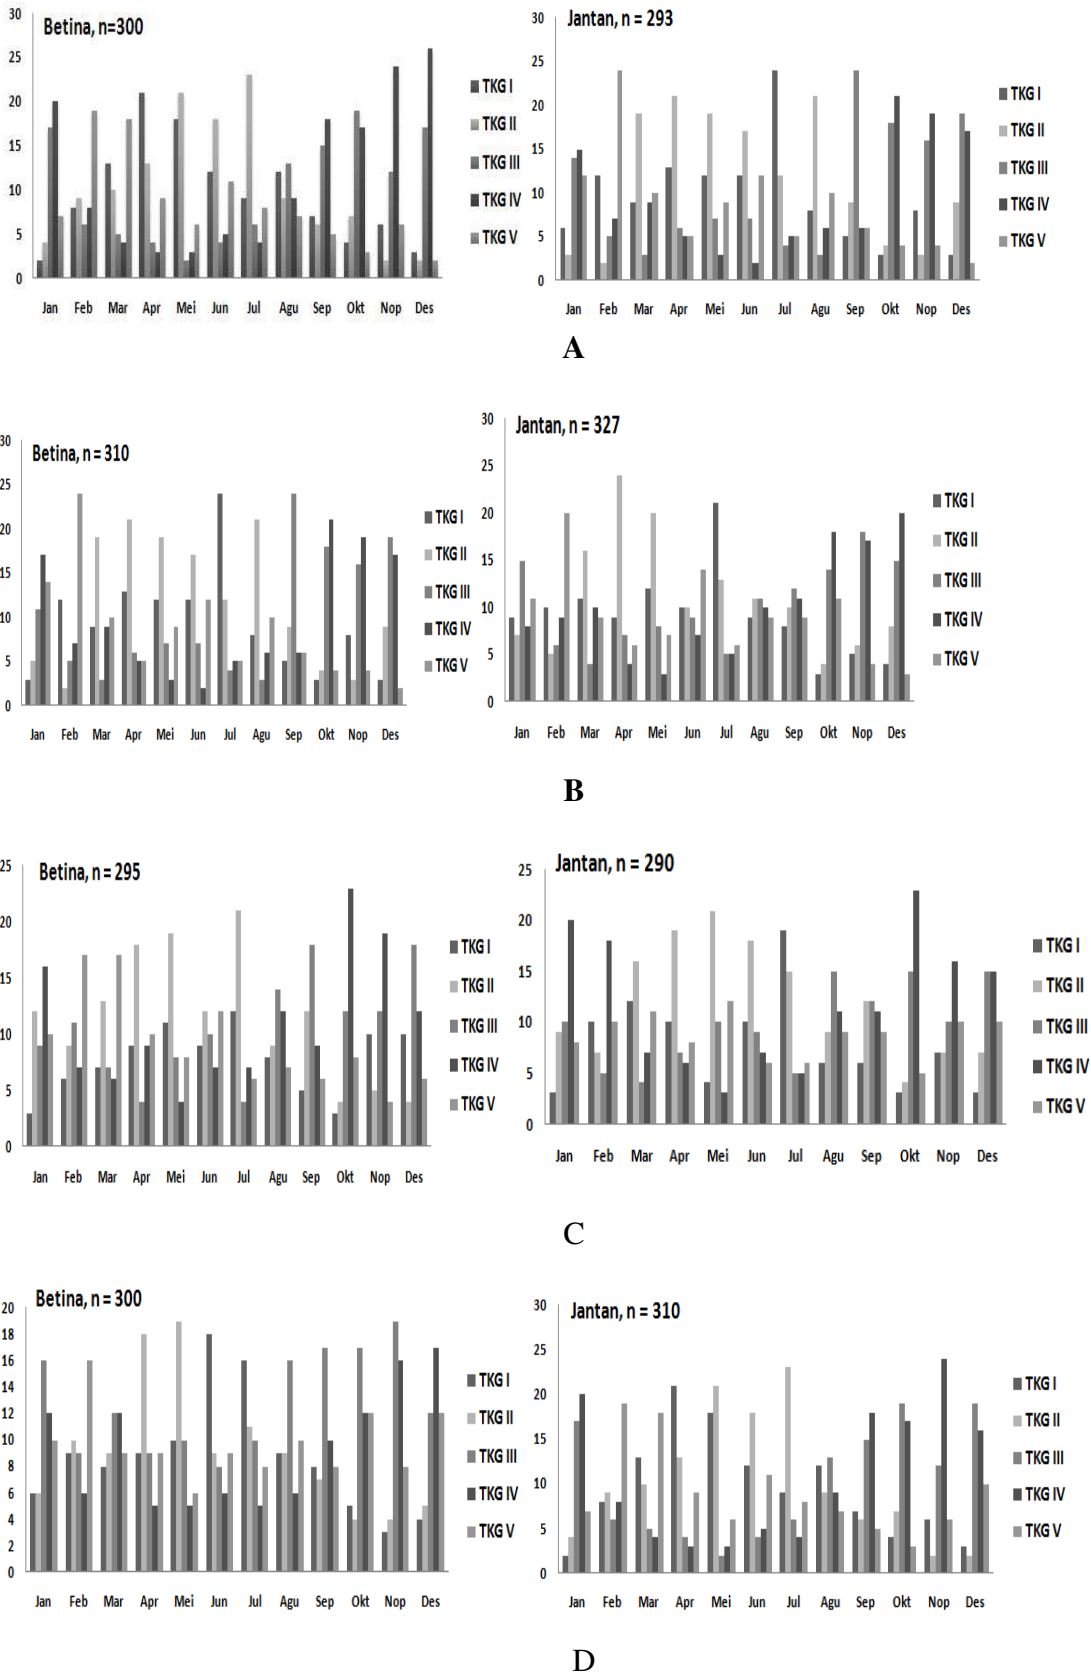 Betina, n=300
30
25
20
15
10
5
0
Jan Feb Mar Apr Mei Jun Jul Agu Sep Okt Nop Des
TKG I
TKG II
TKG III
TKG IV
TKG V
Jantan, n = 293
30
25
20
15
10
5
0
Jan Feb Mar Apr Mei Jun Jul Agu Sep Okt Nop Des
TKG I
TKG II
TKG III
TKG IV
TKG V
A
Betina, n = 310
30
25
20
15
10
5
0
Jan Feb Mar Apr Mei Jun Jul Agu Sep Okt Nop Des
TKG I
TKG II
TKG III
TKG IV
TKG V
Jantan, n = 327
30
25
20
15
10
5
0
Jan Feb Mar Apr Mei Jun Jul Agu Sep Okt Nop Des
TKG I
TKG II
TKG III
TKG IV
TKG V
B
Betina, n = 295
25
20
15
10
5
0
Jan Feb Mar Apr Mei Jun Jul Agu Sep Okt Nop Des
TKG I
TKG II
TKG III
TKG IV
TKG V
Jantan, n = 290
25
20
15
10
5
0
Jan Feb Mar Apr Mei Jun Jul Agu Sep Okt Nop Des
TKG I
TKG II
TKG III
TKG IV
TKG V
C
Betina, n = 300
20
18
16
14
12
10
8
6
4
2
0
Jan Feb Mar Apr Mei Jun Jul Agu Sep Okt Nop Des
TKG I
TKG II
TKG III
TKG IV
TKG V
Jantan, n = 310
30
25
20
15
10
5
0
Jan Feb Mar Apr Mei Jun Jul Agu Sep Okt Nop Des
TKG I
TKG II
TKG III
TKG IV
TKG V
D